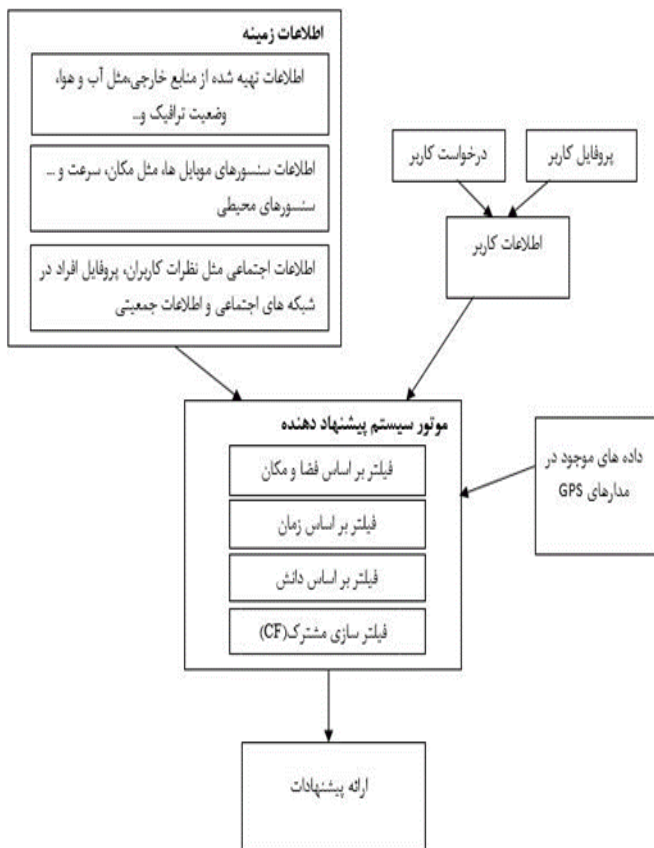 اطلاعات زمینه
اطلاعات تهیه شده از منابع خارجی،مثل آب و هوا،
وضعیت ترافیک و...
اطلاعات سنسورهای موبایل ها، مثل مکان، سرعت و ...
سنسورهای محیطی
اطلاعات اجتماعی مثل نظرات کاربران، پروفایل افراد در
شبکه های اجتماعی و اطلاعات جمعیتی
پروفایل کاربر
درخواست کاربر
اطلاعات کاربر
موتور سیستم پیشنهاد دهنده
فیلتر بر اساس فضا و مکان
فیلتر بر اساس زمان
فیلتر بر اساس دانش
فیلتر سازی مشترک(CF)
داده های موجود در
مدارهای GPS
ارائه پیشنهادات